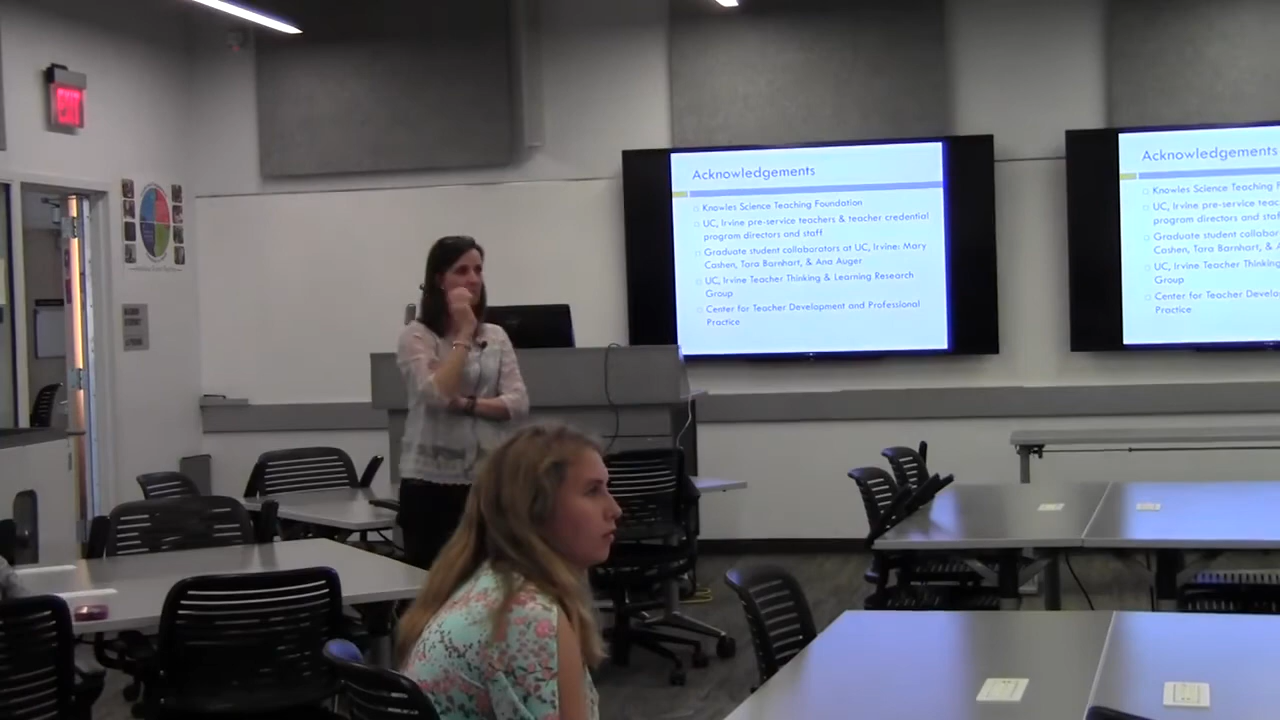 EXIT
Acknowledgements
Knowles Science Teaching Foundation
UC, Irvine pre-service teachers & teacher credential
program directors and staff
Graduate student collaborators at UC, Irvine: Mary
Cashen, Tara Barnhart, & Ana Auger
UC, Irvine Teacher Thinking & Learning Research
Group
Center for Teacher Development and Professional
Practice
Acknowledgements
Knowles Science Teaching
UC, Irvine pre-service teac
program directors and staf
Graduate student collabor
Cashen, Tara Barnhart, & A
UC, Irvine Teacher Thinking
Group
Center for Teacher Develo
Practice